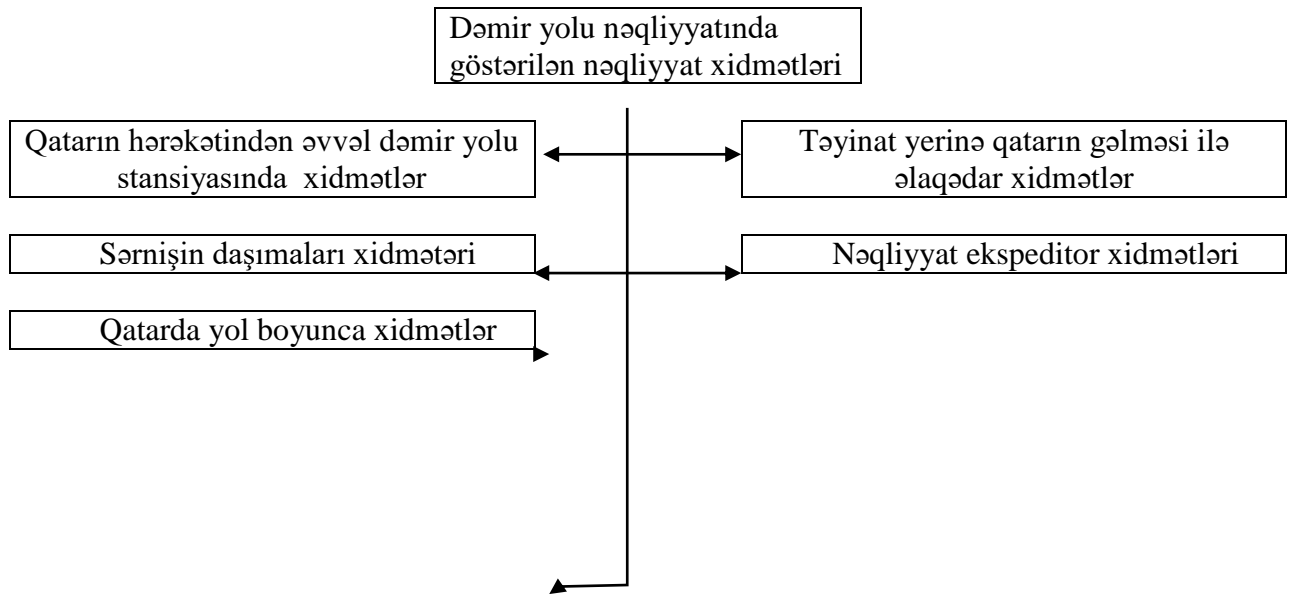 Dəmir yolu nəqliyyatında
göstərilən nəqliyyat xidmətləri
Qatarın hərəkətindən əvvəl dəmir yolu
stansiyasında xidmətlər
Təyinat yerinə qatarın gəlməsi ilə
əlaqədar xidmətlər
Sərnişin daşımaları xidmətəri
Nəqliyyat ekspeditor xidmətləri
Qatarda yol boyunca xidmətlər